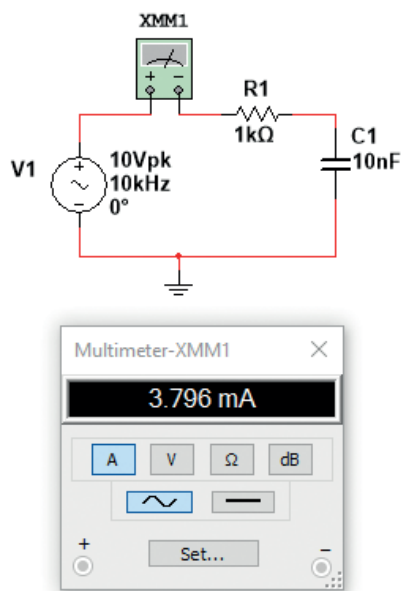 XMM1
+ −
R1
1kΩ
C1
10nF
V1
+
10Vpk
10kHz
0°
−
Multimeter-XMM1 ×
3.796 mA
A V Ω dB
+
Set...
−